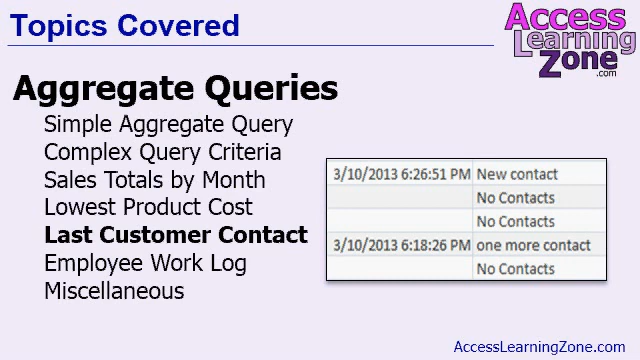 Topics Covered
Access
Learning
Zone
.com
Aggregate Queries
Simple Aggregate Query
Complex Query Criteria
Sales Totals by Month
Lowest Product Cost
Last Customer Contact
Employee Work Log
Miscellaneous
3/10/2013 6:26:51 PM New contact
No Contacts
No Contacts
3/10/2013 6:18:26 PM one more contact
No Contacts
AccessLearningZone.com